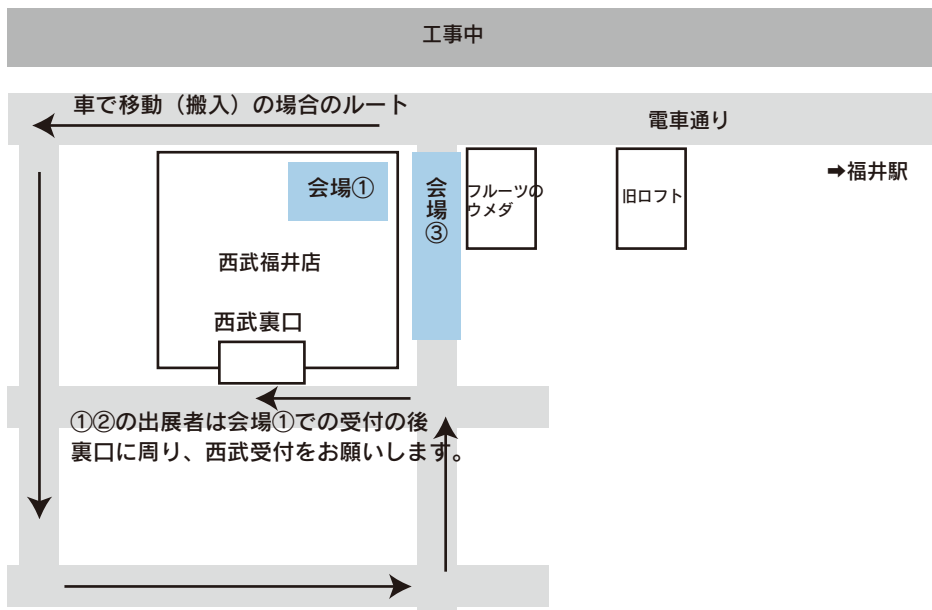 工事中
車で移動（搬入）の場合のルート
電車通り
➡福井駅
会場①
会場③
フルーツの
ウメダ
旧ロフト
西武福井店
西武裏口
①②の出展者は会場①での受付の後
裏口に周り、西武受付をお願いします。